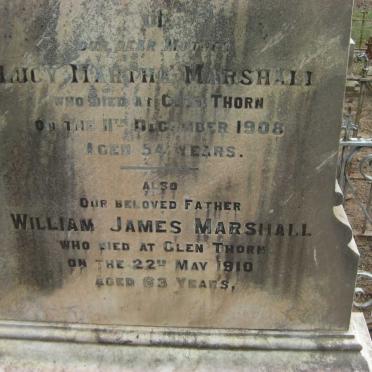 OUR DEAR MOTHER
LUCY MARTHA MARSHALL
WHO DIED AT GLEN THORN
ON THE 11TH DECEMBER 1908
AGED 54 YEARS.
ALSO
OUR BELOVED FATHER
WILLIAM JAMES MARSHALL
WHO DIED AT GLEN THORN
ON THE 22ND MAY 1910
AGED 63 YEARS,